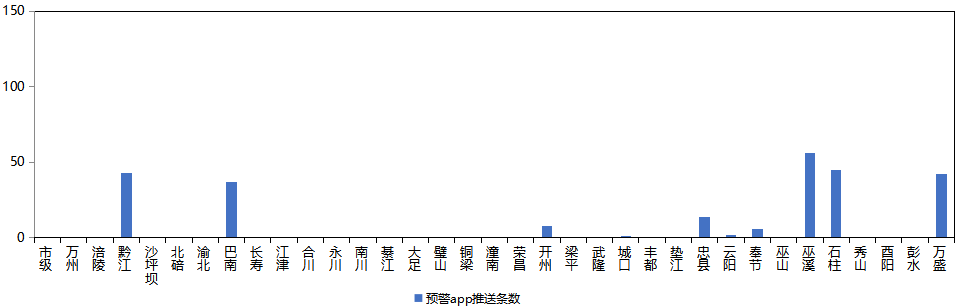 150
100
50
0
市级 万州 涪陵 黔江 沙坪坝 北碚 渝北 巴南 长寿 江津 合川 永川 南川 綦江 大足 璧山 铜梁 潼南 荣昌 开州 梁平 武隆 城口 丰都 垫江 忠县 云阳 奉节 巫山 巫溪 石柱 秀山 酉阳 彭水 万盛
预警app推送条数